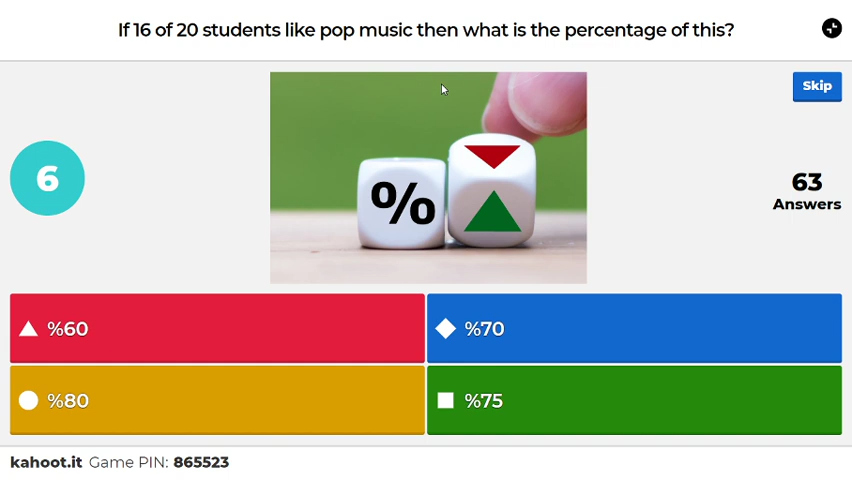 If 16 of 20 students like pop music then what is the percentage of this?
Skip
6
%
63
Answers
%60
%70
%80
%75
kahoot.it Game PIN: 865523